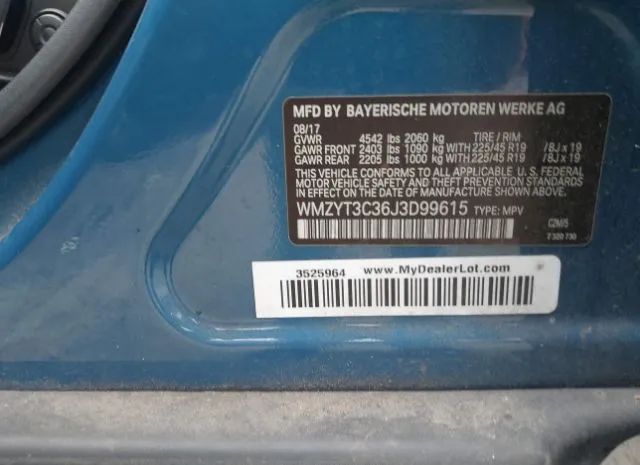 MFD BY BAYERISCHE MOTOREN WERKE AG
08/17
GVWR 4542 lbs 2060 kg TIRE / RIM
GAWR FRONT 2403 lbs 1090 kg WITH 225/45 R19 /8J x 19
GAWR REAR 2205 lbs 1000 kg WITH 225/45 R19 /8J x 19
THIS VEHICLE CONFORMS TO ALL APPLICABLE U.S. FEDERAL
MOTOR VEHICLE SAFETY, BUMPER, AND THEFT PREVENTION STANDARDS
IN EFFECT ON THE DATE OF MANUFACTURE SHOWN ABOVE.
WMZYT3C36J3D99615 TYPE: MPV
3525964 www.MyDealerLot.com